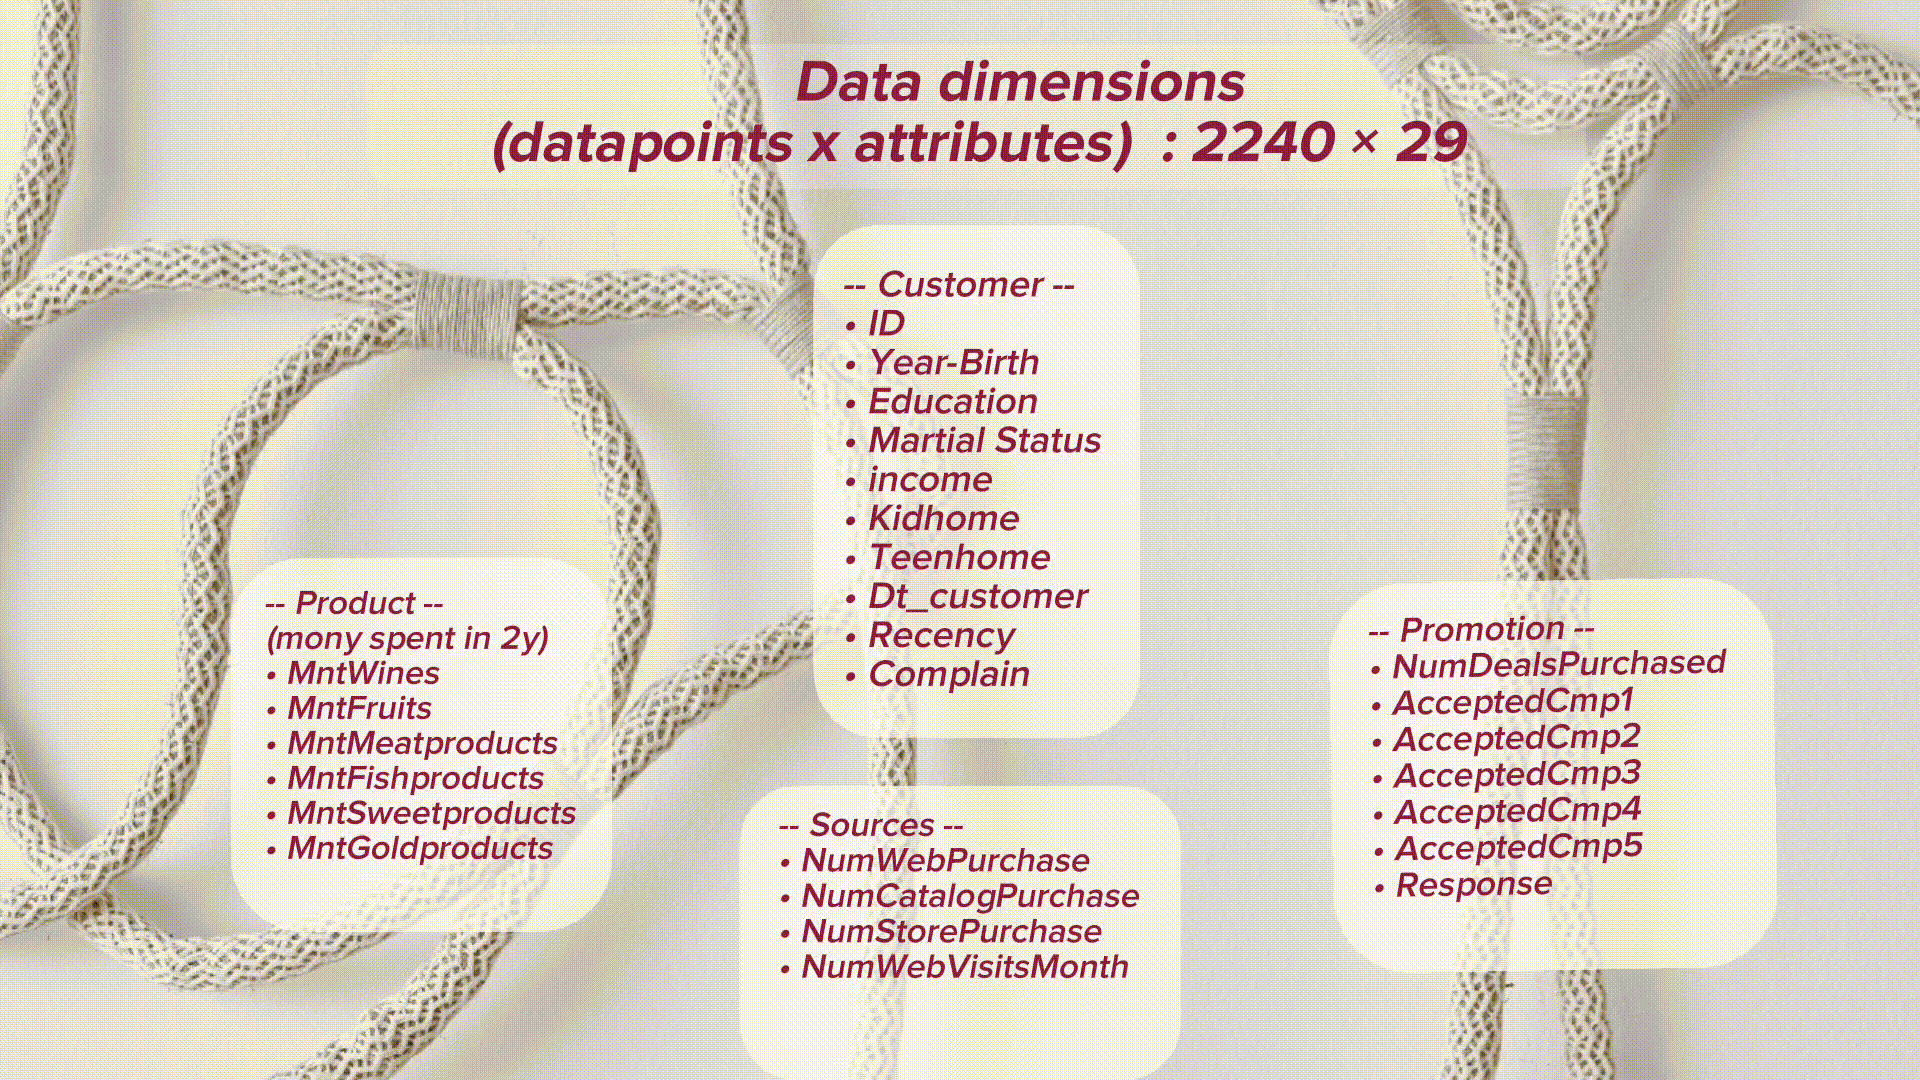 Data dimensions
(datapoints x attributes) : 2240 × 29
-- Customer --
• ID
• Year-Birth
• Education
• Martial Status
• income
• Kidhome
• Teenhome
• Dt_customer
• Recency
• Complain
-- Product --
(mony spent in 2y)
• MntWines
• MntFruits
• MntMeatproducts
• MntFishproducts
• MntSweetproducts
• MntGoldproducts
-- Sources --
• NumWebPurchase
• NumCatalogPurchase
• NumStorePurchase
• NumWebVisitsMonth
-- Promotion --
• NumDealsPurchased
• AcceptedCmp1
• AcceptedCmp2
• AcceptedCmp3
• AcceptedCmp4
• AcceptedCmp5
• Response